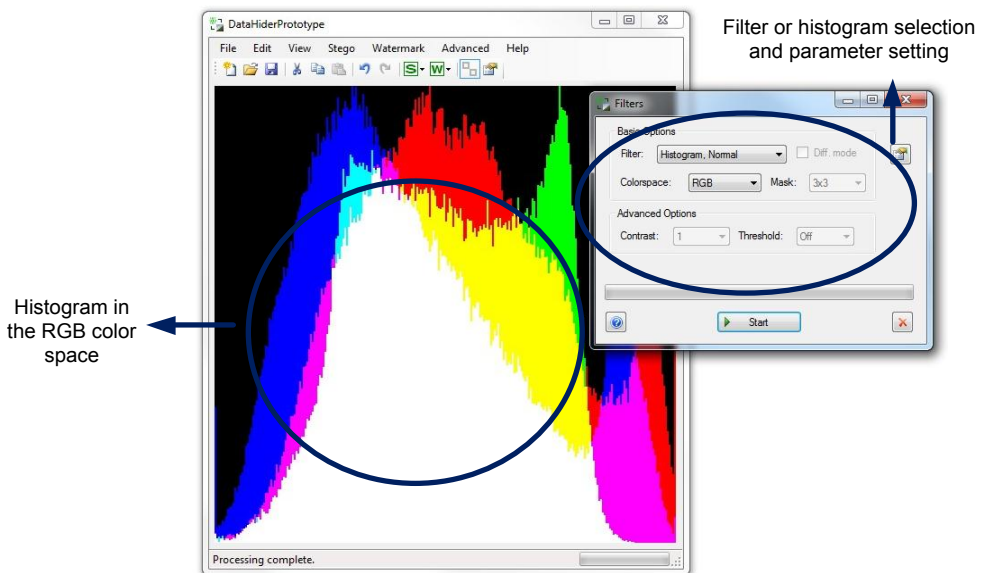 DataHiderPrototype
File Edit View Stego Watermark Advanced Help
S W
Filter or histogram selection
and parameter setting
Filters
Basic Options
Filter: Histogram, Normal Diff. mode
Colorspace: RGB Mask: 3x3
Advanced Options
Contrast: 1 Threshold: Off
Start
Histogram in
the RGB color
space
Processing complete.